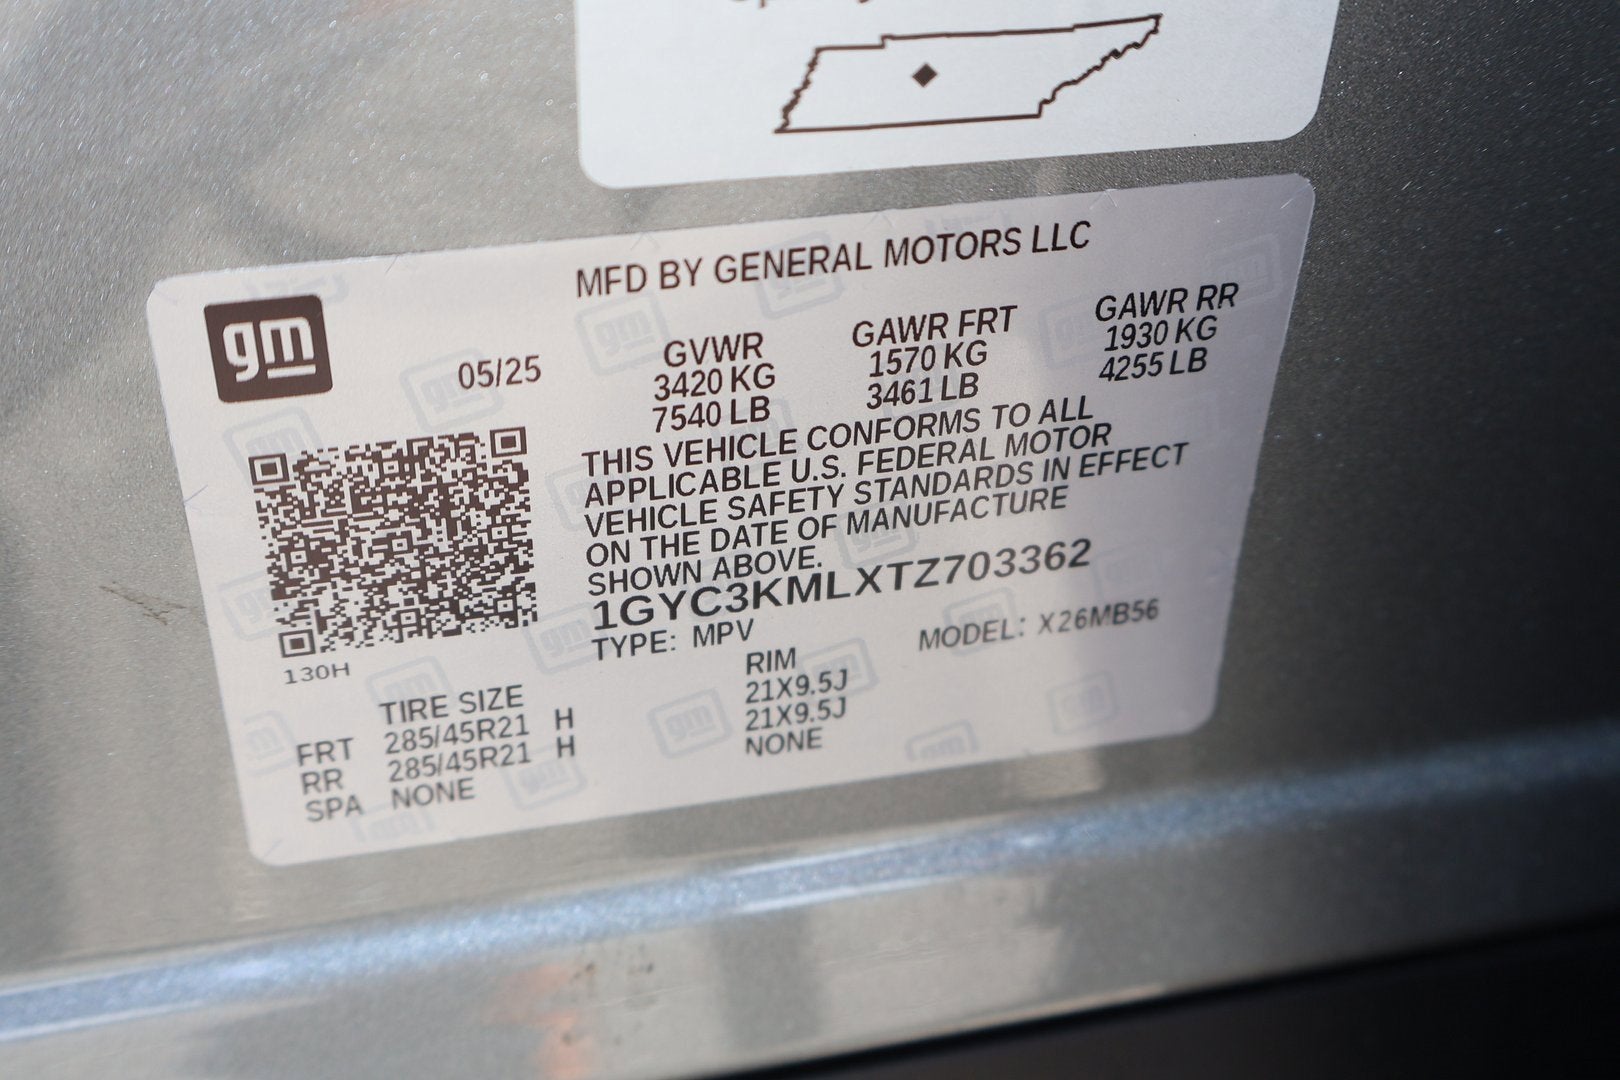 MFD BY GENERAL MOTORS LLC
gm
05/25
GVWR
3420 KG
7540 LB
GAWR FRT
1570 KG
3461 LB
GAWR RR
1930 KG
4255 LB
THIS VEHICLE CONFORMS TO ALL
APPLICABLE U.S. FEDERAL MOTOR
VEHICLE SAFETY STANDARDS IN EFFECT
ON THE DATE OF MANUFACTURE
SHOWN ABOVE.
1GYC3KMLXTZ703362
TYPE: MPV
MODEL: X26MB56
130H
TIRE SIZE
RIM
FRT 285/45R21 H 21X9.5J
RR 285/45R21 H 21X9.5J
SPA NONE NONE